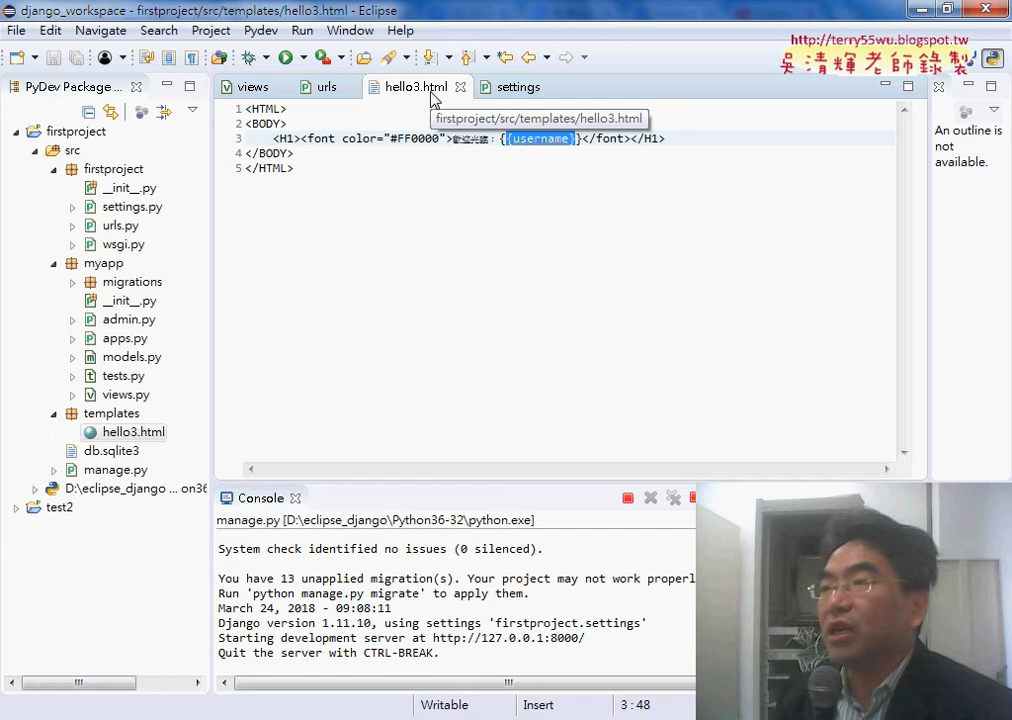 django_workspace - firstproject/src/templates/hello3.html - Eclipse
File Edit Navigate Search Project Pydev Run Window Help
http://terry55wu.blogspot.tw
吳清輝老師錄製
PyDev Package ...
views
urls
hello3.html
settings
firstproject/src/templates/hello3.html
1 <HTML>
2 <BODY>
3 <H1><font color="#FF0000">歡迎光臨：{{username}}</font></H1>
4 </BODY>
5 </HTML>
An outline is
not
available.
firstproject
src
firstproject
__init__.py
settings.py
urls.py
wsgi.py
myapp
migrations
__init__.py
admin.py
apps.py
models.py
tests.py
views.py
templates
hello3.html
db.sqlite3
manage.py
D:\eclipse_django ... on36
test2
Console
manage.py [D:\eclipse_django\Python36-32\python.exe]
System check identified no issues (0 silenced).
You have 13 unapplied migration(s). Your project may not work properl
Run 'python manage.py migrate' to apply them.
March 24, 2018 - 09:08:11
Django version 1.11.10, using settings 'firstproject.settings'
Starting development server at http://127.0.0.1:8000/
Quit the server with CTRL-BREAK.
Writable Insert 3:48